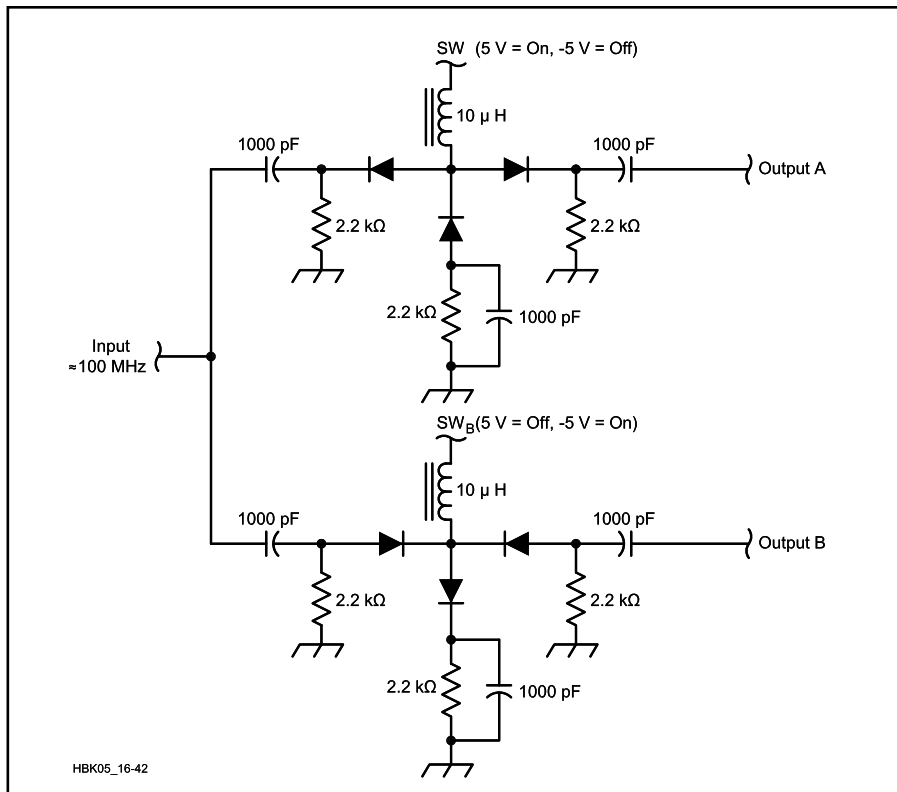 SW (5 V = On, -5 V = Off)
10 µ H
1000 pF
1000 pF
Output A
2.2 kΩ
2.2 kΩ
2.2 kΩ
1000 pF
Input
≈100 MHz
SWB(5 V = Off, -5 V = On)
10 µ H
1000 pF
1000 pF
Output B
2.2 kΩ
2.2 kΩ
2.2 kΩ
1000 pF
HBK05_16-42